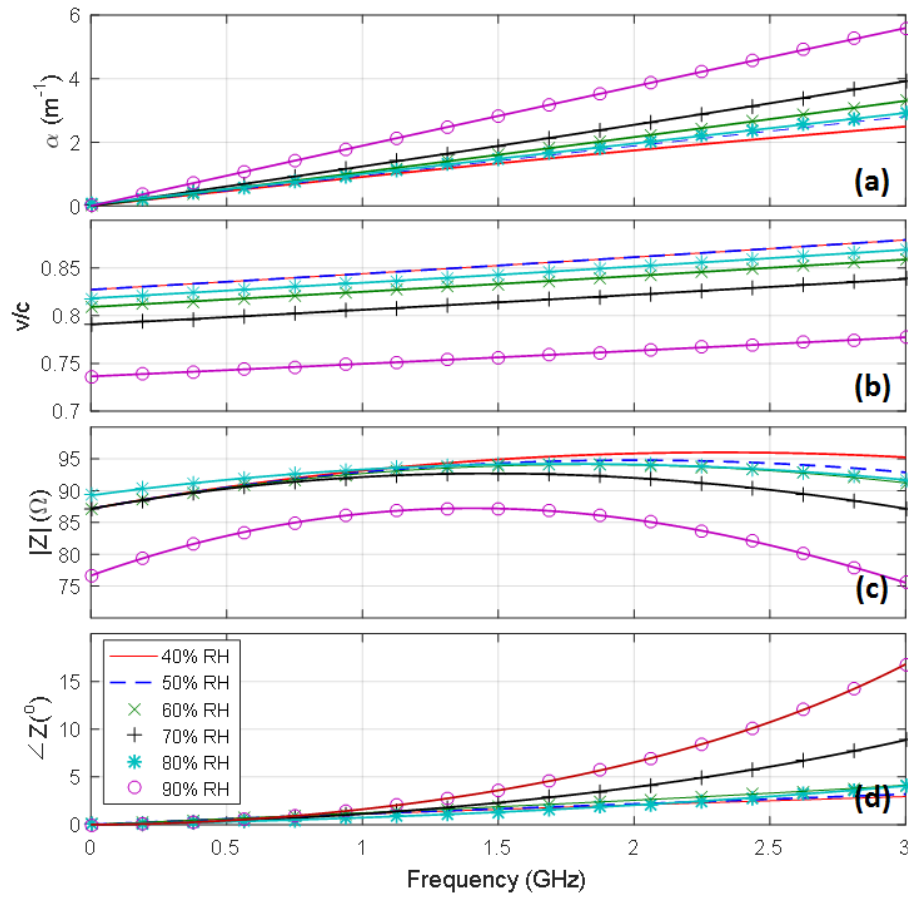 6
4
2
0
α (m⁻¹)
(a)
0.85
0.8
0.75
0.7
v/c
(b)
95
90
85
80
75
|Z| (Ω)
(c)
15
10
5
0
∠Z(⁰)
40% RH
50% RH
60% RH
70% RH
80% RH
90% RH
(d)
0 0.5 1 1.5 2 2.5 3
Frequency (GHz)